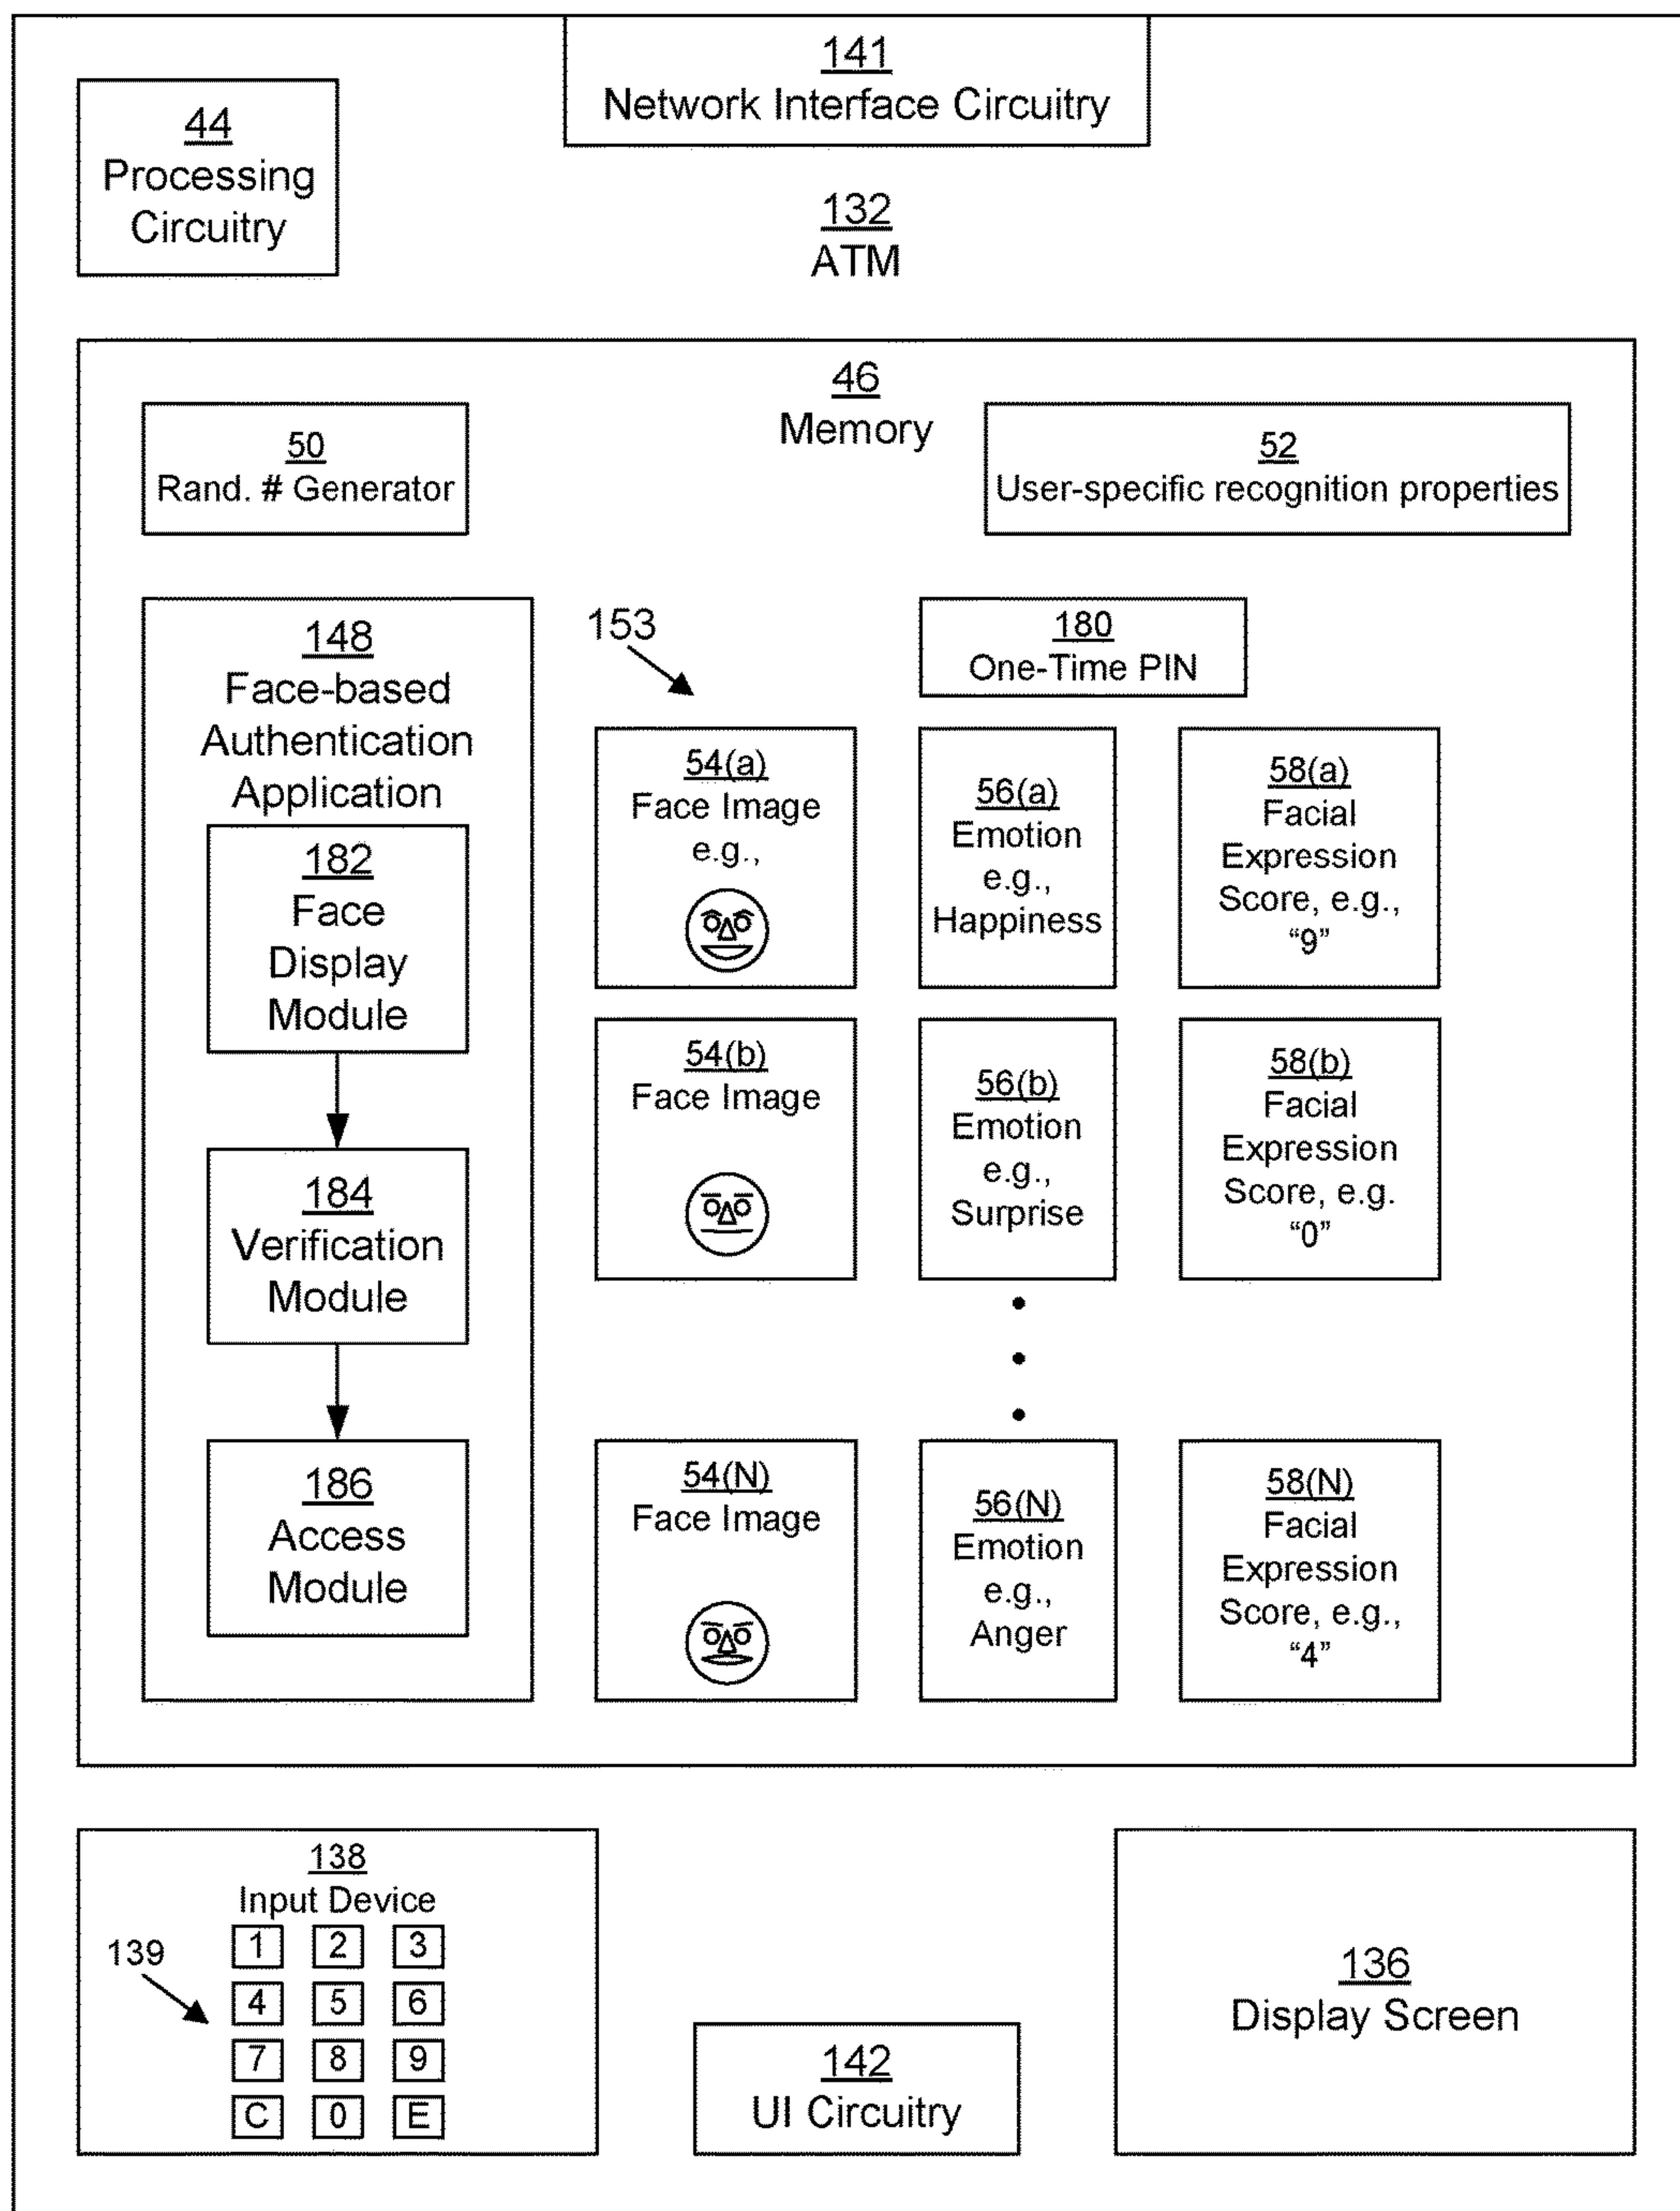 141
Network Interface Circuitry
44
Processing
Circuitry
132
ATM
46
Memory
50
Rand. # Generator
52
User-specific recognition properties
148
Face-based
Authentication
Application
182
Face
Display
Module
184
Verification
Module
186
Access
Module
153
180
One-Time PIN
54(a)
Face Image
e.g.,
56(a)
Emotion
e.g.,
Happiness
58(a)
Facial
Expression
Score, e.g.,
“9”
54(b)
Face Image
56(b)
Emotion
e.g.,
Surprise
58(b)
Facial
Expression
Score, e.g.
“0”
54(N)
Face Image
56(N)
Emotion
e.g.,
Anger
58(N)
Facial
Expression
Score, e.g.,
“4”
138
Input Device
139
1 2 3
4 5 6
7 8 9
C 0 E
142
UI Circuitry
136
Display Screen